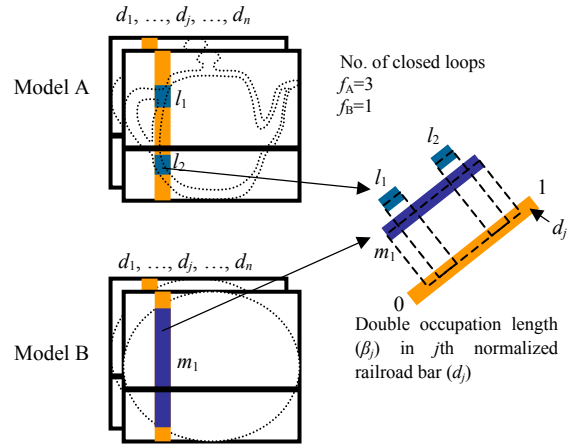 d1, …, dj, …, dn
Model A
l1
l2
No. of closed loops
fA=3
fB=1
l1
l2
1
dj
m1
0
d1, …, dj, …, dn
Model B
m1
Double occupation length
(βj) in jth normalized
railroad bar (dj)